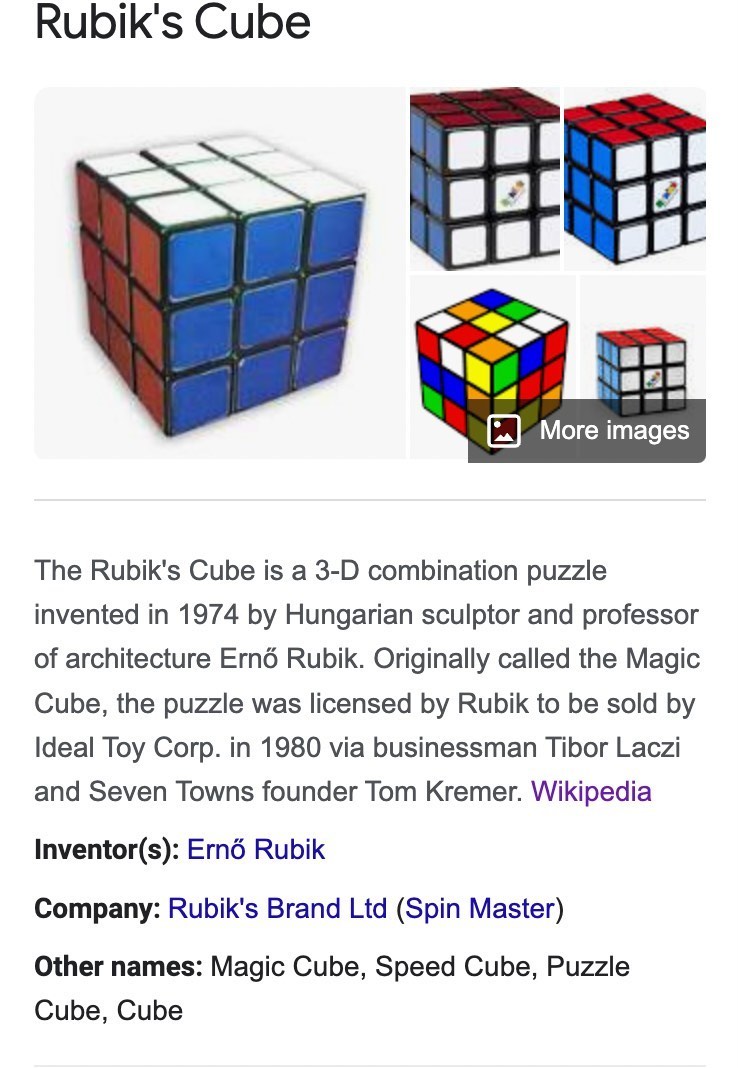 Rubik's Cube
More images
The Rubik's Cube is a 3-D combination puzzle
invented in 1974 by Hungarian sculptor and professor
of architecture Ernő Rubik. Originally called the Magic
Cube, the puzzle was licensed by Rubik to be sold by
Ideal Toy Corp. in 1980 via businessman Tibor Laczi
and Seven Towns founder Tom Kremer. Wikipedia
Inventor(s): Ernő Rubik
Company: Rubik's Brand Ltd (Spin Master)
Other names: Magic Cube, Speed Cube, Puzzle
Cube, Cube